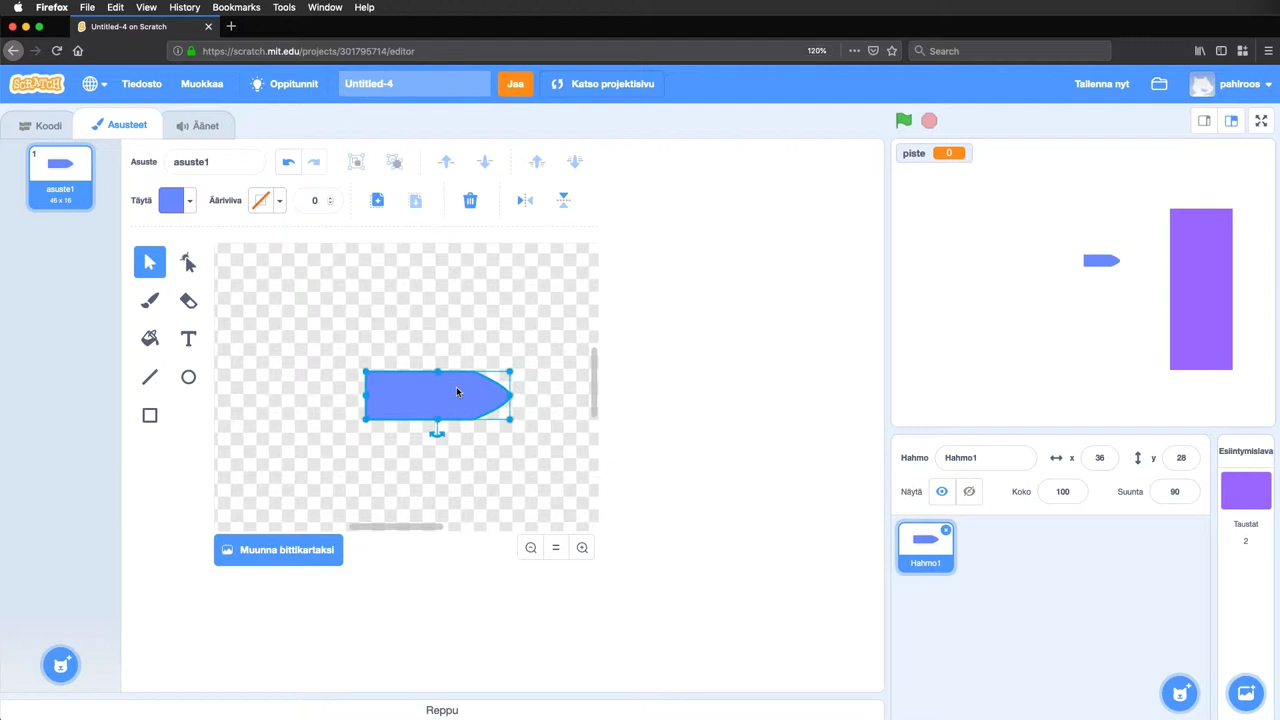 Firefox File Edit View History Bookmarks Tools Window Help
Untitled-4 on Scratch
https://scratch.mit.edu/projects/301795714/editor 120% Search
SCRATCH Tiedosto Muokkaa Oppitunnit Untitled-4 Jaa Katso projektisivu Tallenna nyt pahlroos
Koodi Asusteet Äänet
1
asuste1
46 x 16
Asuste asuste1
Täytä Ääriviiva 0
T
Muunna bittikartaksi
Reppu
piste 0
Hahmo Hahmo1 x 36 y 28
Näytä Koko 100 Suunta 90
Hahmo1
Esiintymislava
Taustat
2